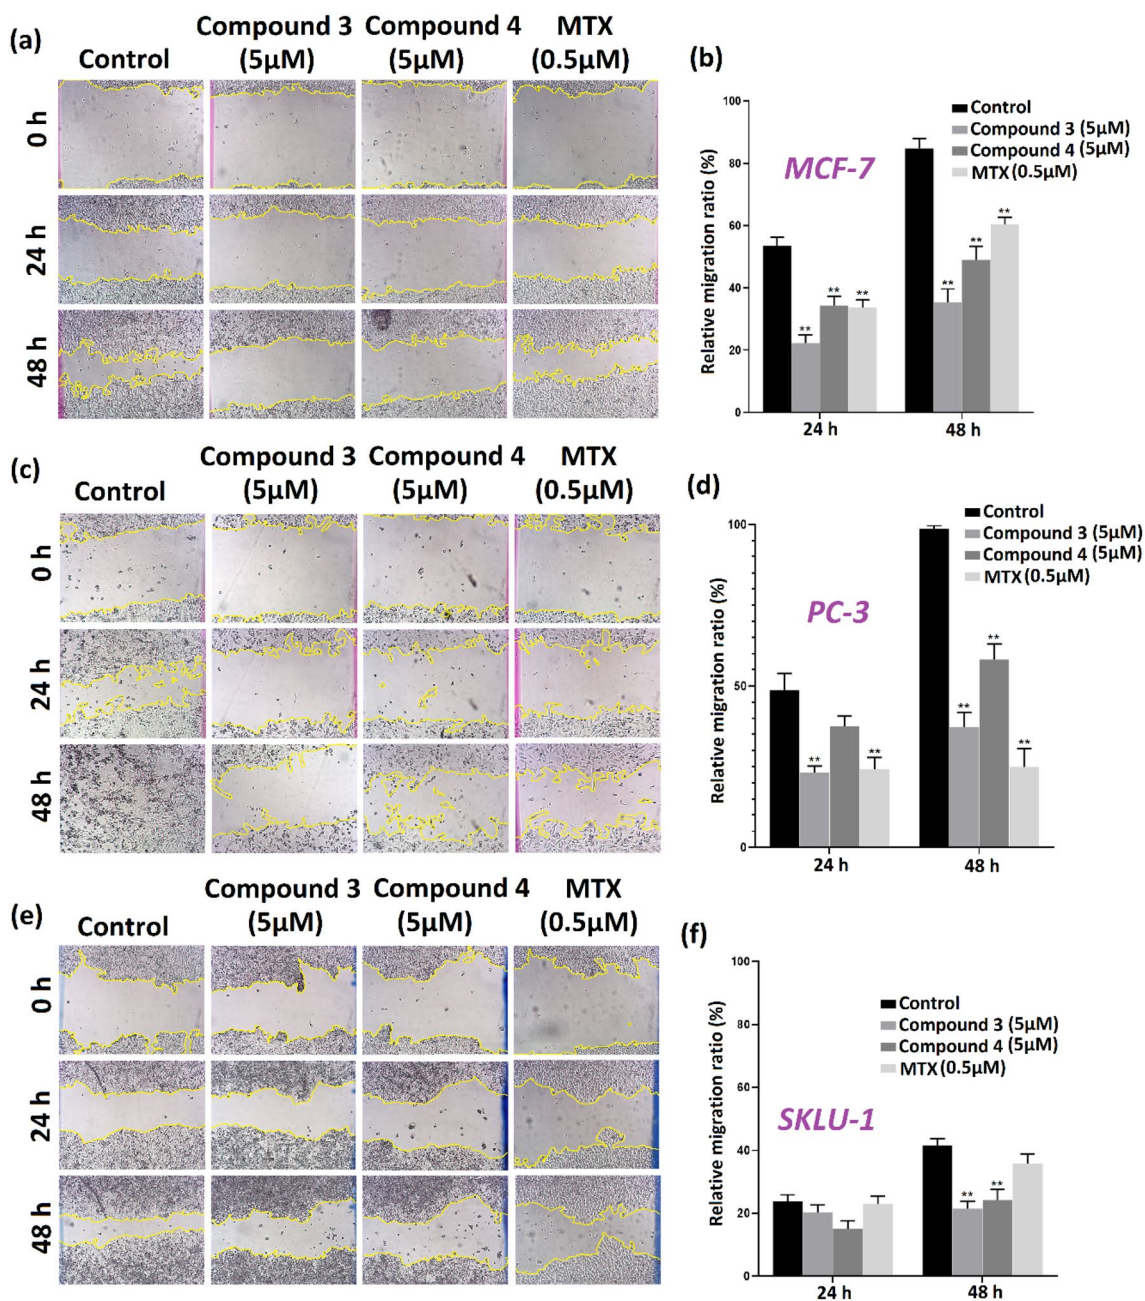 (a)
Control
Compound 3
(5μM)
Compound 4
(5μM)
MTX
(0.5μM)
0 h
24 h
48 h
(b)
Relative migration ratio (%)
100
80
60
40
20
0
MCF-7
Control
Compound 3 (5μM)
Compound 4 (5μM)
MTX (0.5μM)
**
**
**
**
**
**
24 h
48 h
(c)
Control
Compound 3
(5μM)
Compound 4
(5μM)
MTX
(0.5μM)
0 h
24 h
48 h
(d)
Relative migration ratio (%)
100
50
0
PC-3
Control
Compound 3 (5μM)
Compound 4 (5μM)
MTX (0.5μM)
**
**
**
**
**
24 h
48 h
(e)
Control
Compound 3
(5μM)
Compound 4
(5μM)
MTX
(0.5μM)
0 h
24 h
48 h
(f)
Relative migration ratio (%)
100
80
60
40
20
0
SKLU-1
Control
Compound 3 (5μM)
Compound 4 (5μM)
MTX (0.5μM)
**
**
24 h
48 h